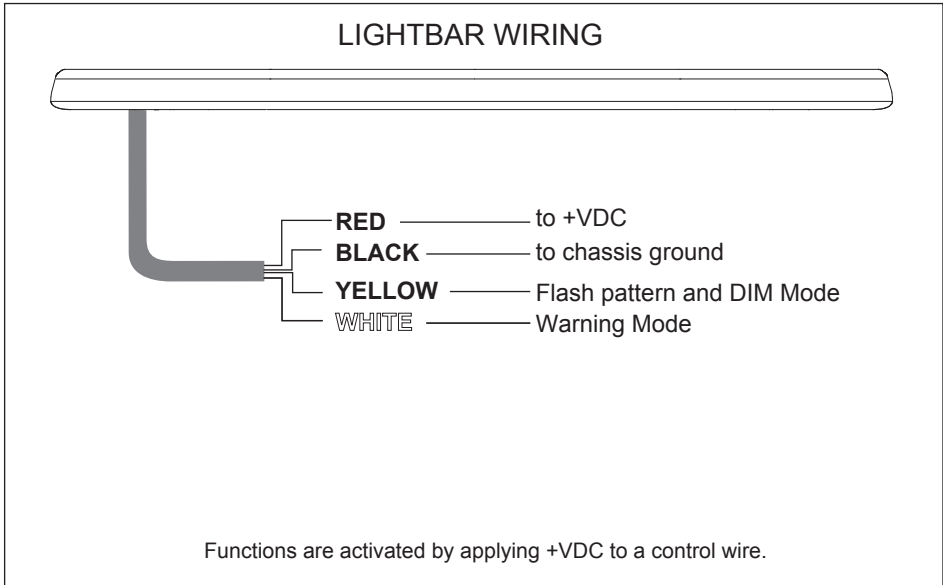 LIGHTBAR WIRING
RED to +VDC
BLACK to chassis ground
YELLOW Flash pattern and DIM Mode
WHITE Warning Mode
Functions are activated by applying +VDC to a control wire.